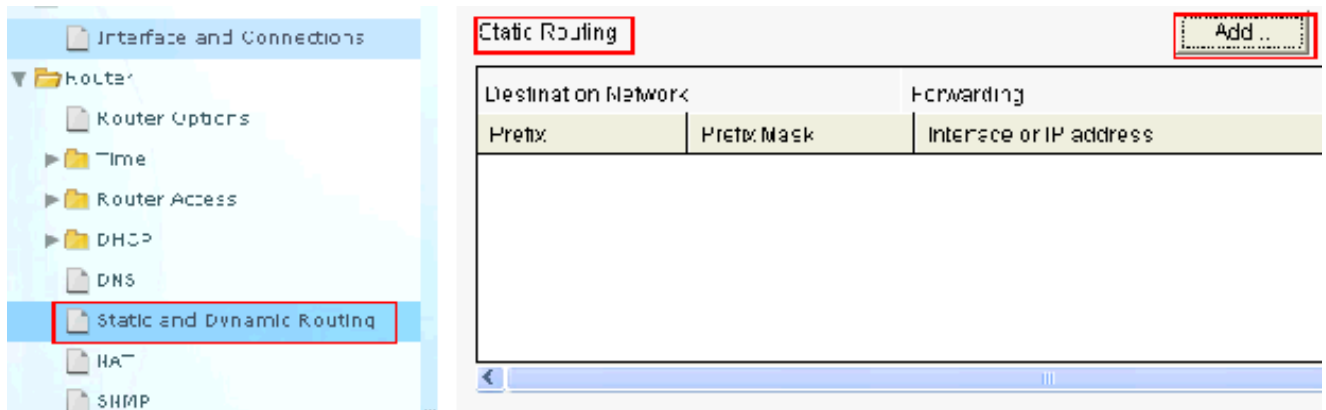 Interface and Connections
Router
Router Options
Time
Router Access
DHCP
DNS
Static and Dynamic Routing
NAT
SNMP
Static Routing
Add...
Destination Network
Forwarding
Prefix
Prefix Mask
Interface or IP address